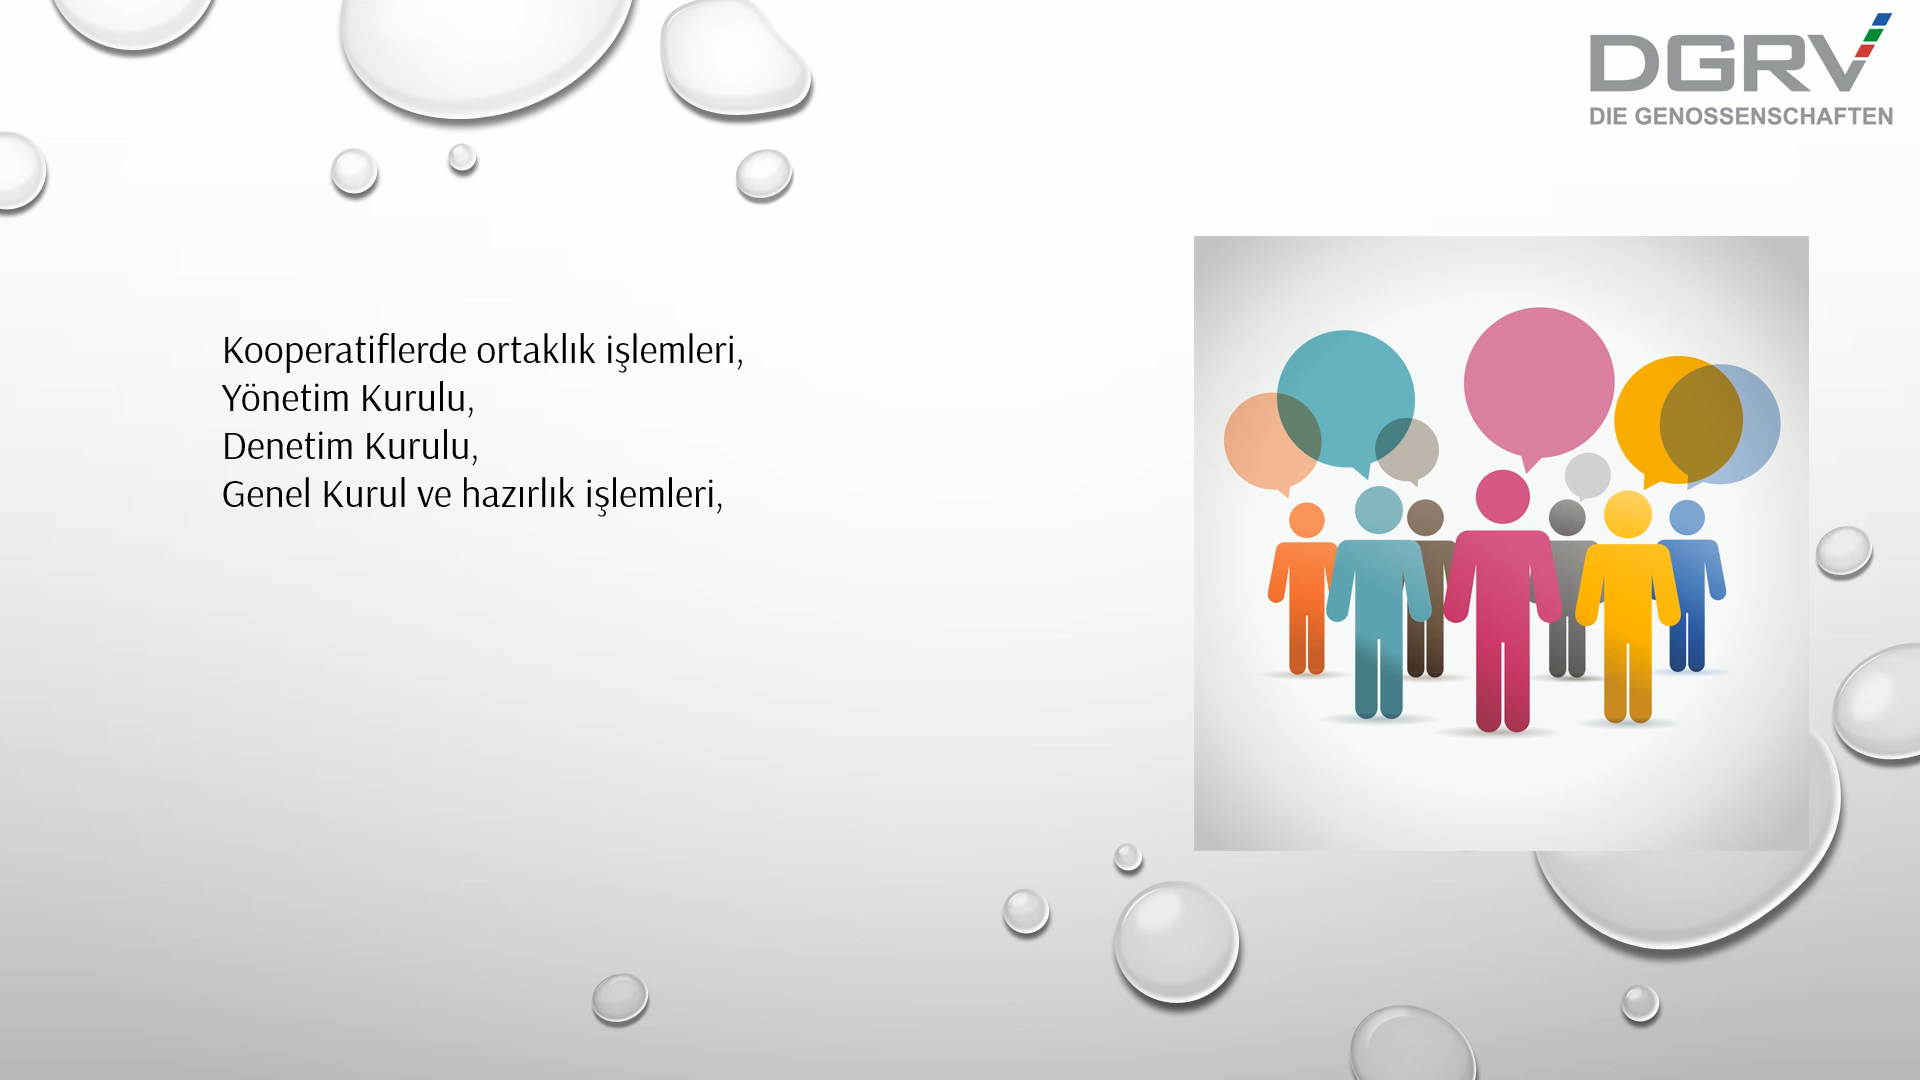 DGRV
DIE GENOSSENSCHAFTEN
Kooperatiflerde ortaklık işlemleri,
Yönetim Kurulu,
Denetim Kurulu,
Genel Kurul ve hazırlık işlemleri,